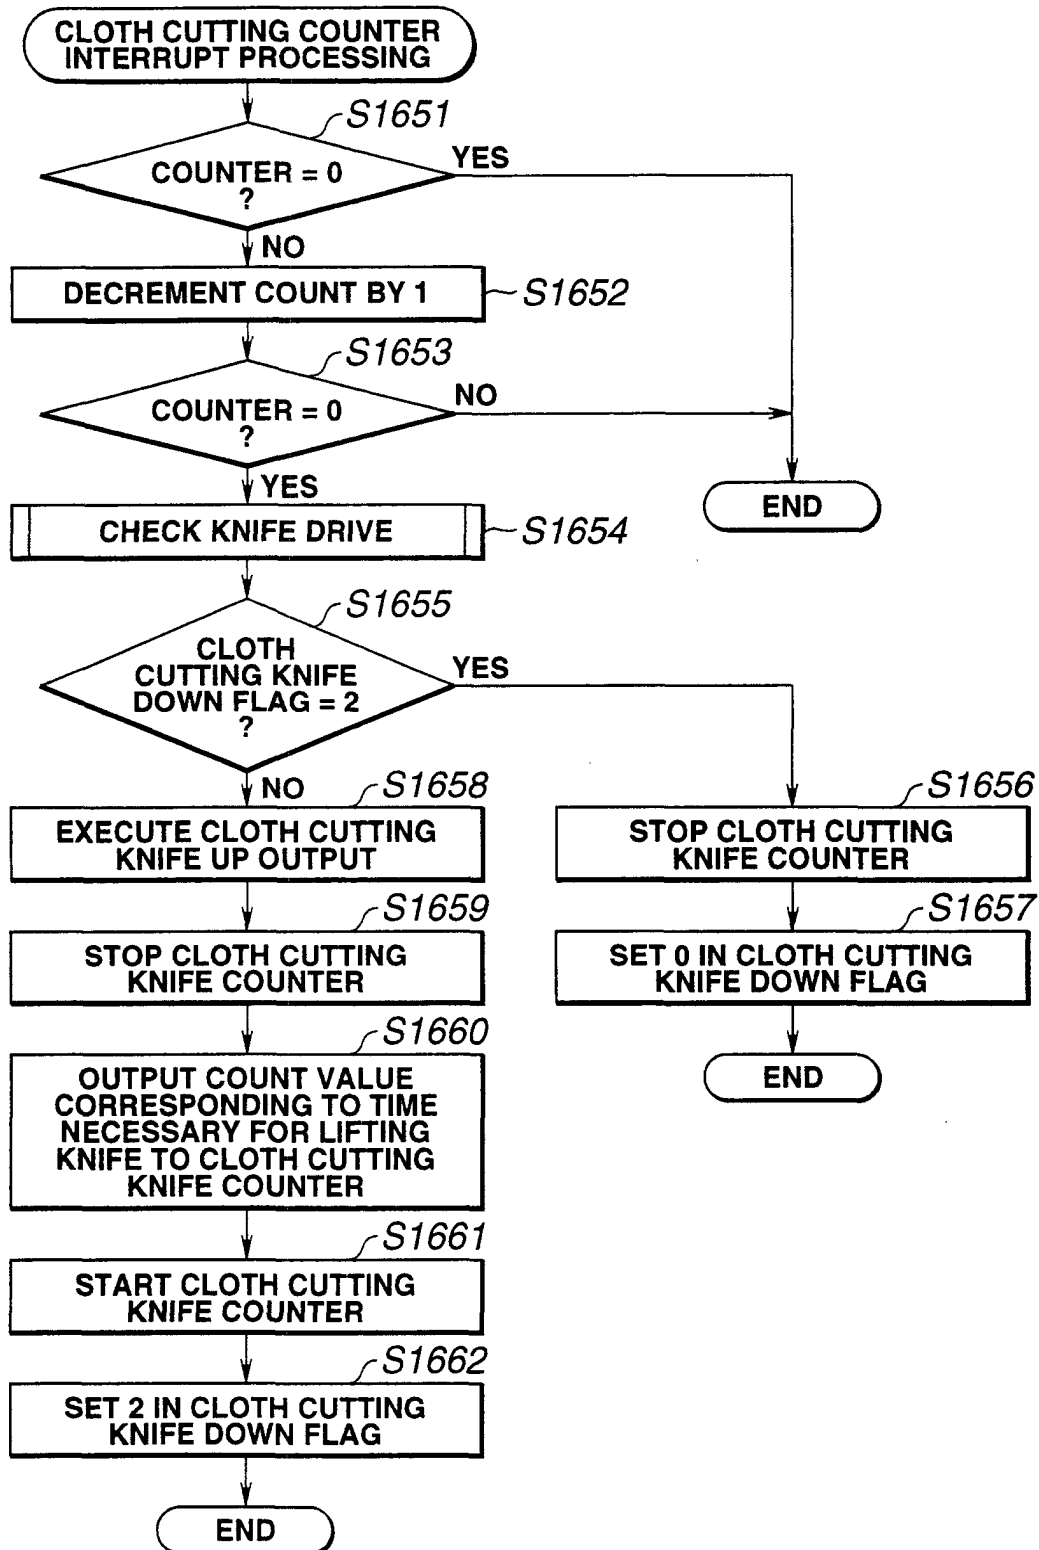 CLOTH CUTTING COUNTER
INTERRUPT PROCESSING
S1651
COUNTER = 0
?
YES
NO
DECREMENT COUNT BY 1
S1652
S1653
COUNTER = 0
?
NO
YES
END
CHECK KNIFE DRIVE
S1654
S1655
CLOTH
CUTTING KNIFE
DOWN FLAG = 2
?
YES
NO
S1658
EXECUTE CLOTH CUTTING
KNIFE UP OUTPUT
S1656
STOP CLOTH CUTTING
KNIFE COUNTER
S1659
STOP CLOTH CUTTING
KNIFE COUNTER
S1657
SET 0 IN CLOTH CUTTING
KNIFE DOWN FLAG
END
S1660
OUTPUT COUNT VALUE
CORRESPONDING TO TIME
NECESSARY FOR LIFTING
KNIFE TO CLOTH CUTTING
KNIFE COUNTER
S1661
START CLOTH CUTTING
KNIFE COUNTER
S1662
SET 2 IN CLOTH CUTTING
KNIFE DOWN FLAG
END